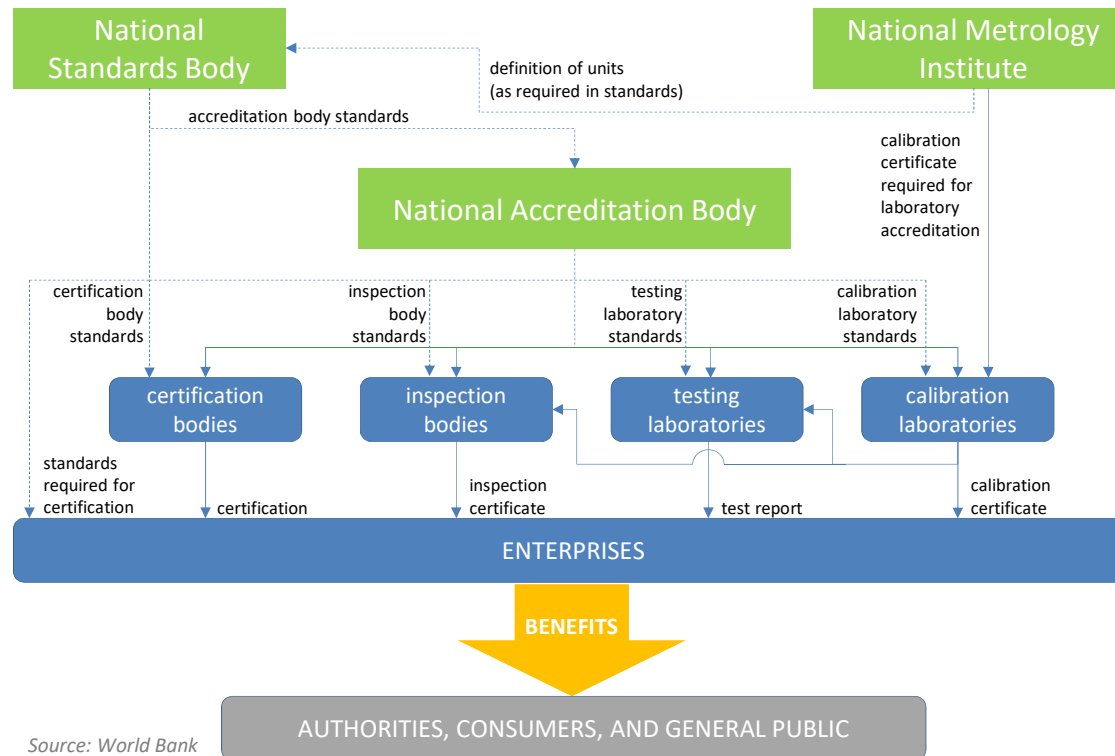 National
Standards Body
National Metrology
Institute
definition of units
(as required in standards)
accreditation body standards
calibration
certificate
required for
laboratory
accreditation
National Accreditation Body
certification
body
standards
inspection
body
standards
testing
laboratory
standards
calibration
laboratory
standards
certification
bodies
inspection
bodies
testing
laboratories
calibration
laboratories
standards
required for
certification
certification
inspection
certificate
test report
calibration
certificate
ENTERPRISES
BENEFITS
AUTHORITIES, CONSUMERS, AND GENERAL PUBLIC
Source: World Bank